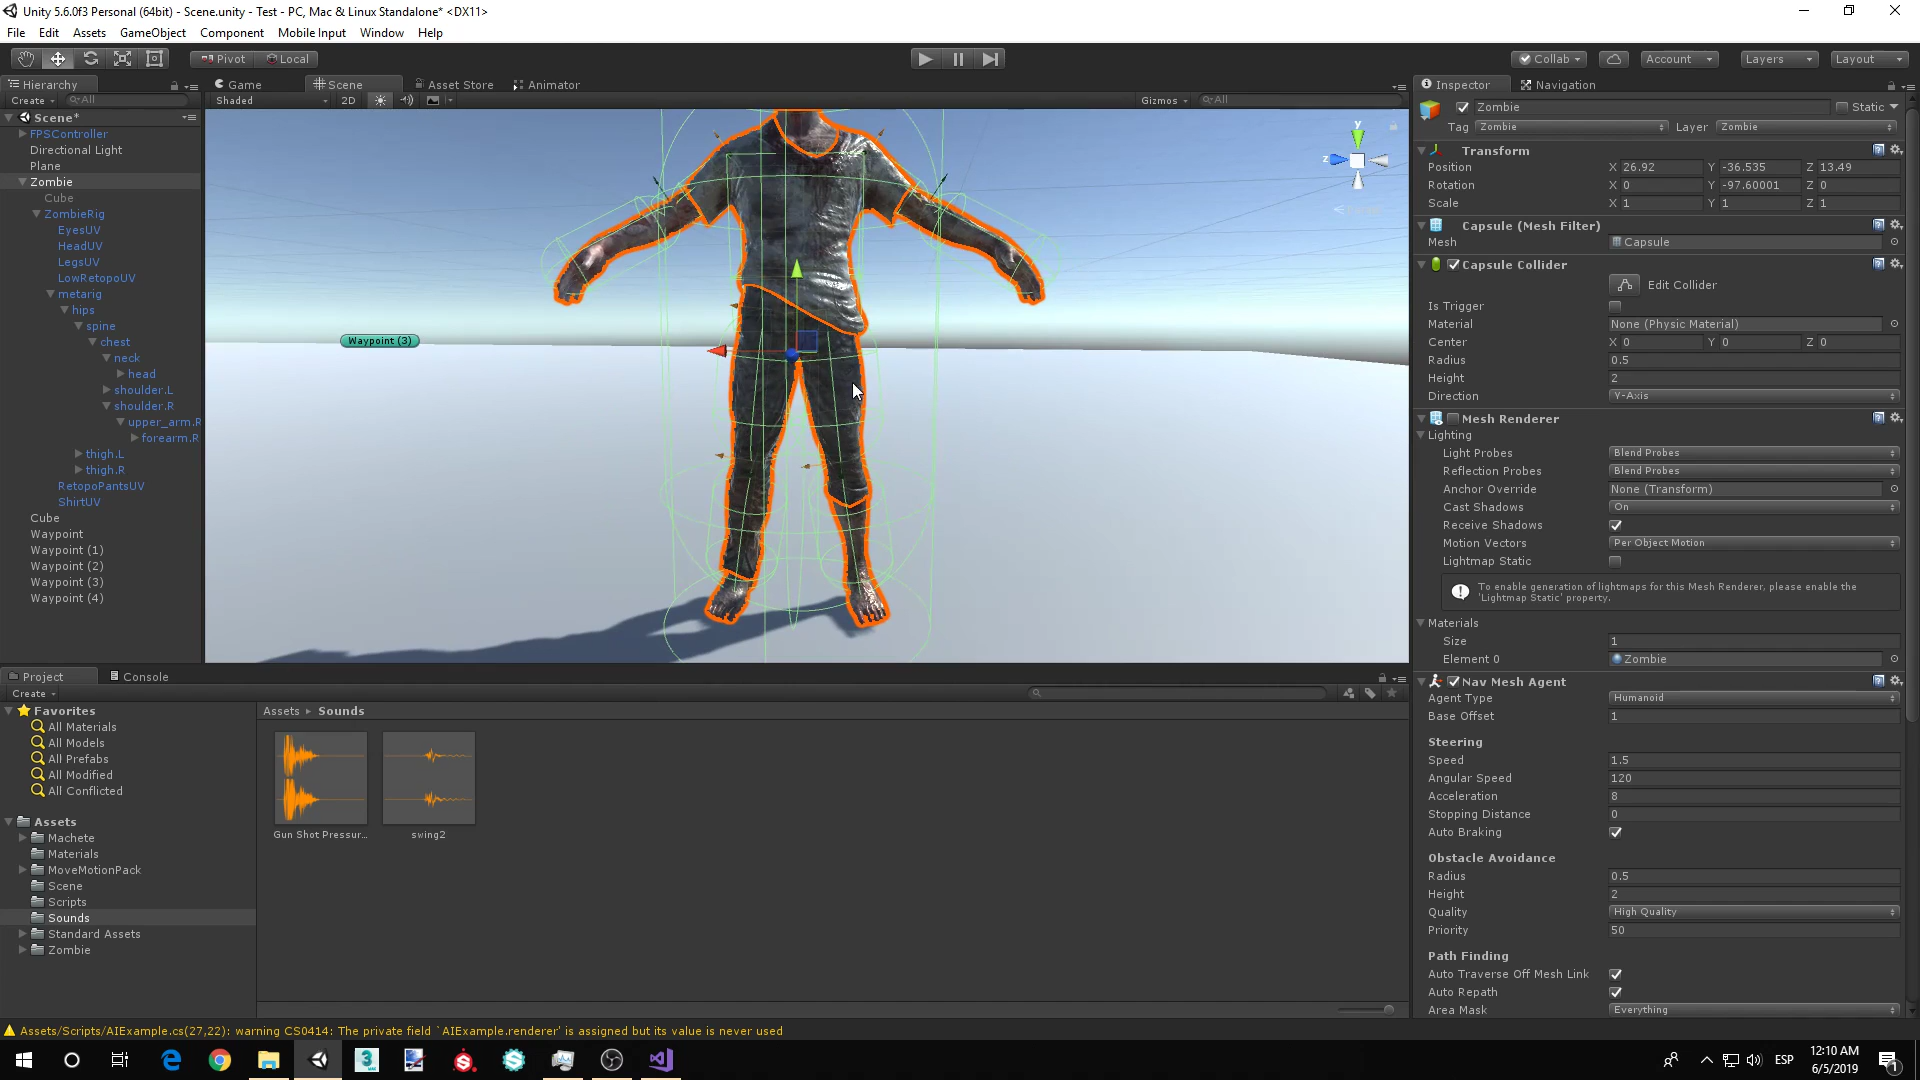 Unity 5.6.0f3 Personal (64bit) - Scene.unity - Test - PC, Mac & Linux Standalone* <DX11>
File Edit Assets GameObject Component Mobile Input Window Help
Pivot Local Collab Account Layers Layout
Hierarchy
Create All
Scene*
FPSController
Directional Light
Plane
Zombie
Cube
ZombieRig
EyesUV
HeadUV
LegsUV
LowRetopoUV
metarig
hips
spine
chest
neck
head
shoulder.L
shoulder.R
upper_arm.R
forearm.R
thigh.L
thigh.R
RetopoPantsUV
ShirtUV
Cube
Waypoint
Waypoint (1)
Waypoint (2)
Waypoint (3)
Waypoint (4)
Game Scene Asset Store Animator
Shaded 2D Gizmos All
y
z
Waypoint (3)
Inspector Navigation
Zombie Static
Tag Zombie Layer Zombie
Transform
Position X 26.92 Y -36.535 Z 13.49
Rotation X 0 Y -97.60001 Z 0
Scale X 1 Y 1 Z 1
Capsule (Mesh Filter)
Mesh Capsule
Capsule Collider
Edit Collider
Is Trigger
Material None (Physic Material)
Center X 0 Y 0 Z 0
Radius 0.5
Height 2
Direction Y-Axis
Mesh Renderer
Lighting
Light Probes Blend Probes
Reflection Probes Blend Probes
Anchor Override None (Transform)
Cast Shadows On
Receive Shadows
Motion Vectors Per Object Motion
Lightmap Static
To enable generation of lightmaps for this Mesh Renderer, please enable the
'Lightmap Static' property.
Materials
Size 1
Element 0 Zombie
Nav Mesh Agent
Agent Type Humanoid
Base Offset 1
Steering
Speed 1.5
Angular Speed 120
Acceleration 8
Stopping Distance 0
Auto Braking
Obstacle Avoidance
Radius 0.5
Height 2
Quality High Quality
Priority 50
Path Finding
Auto Traverse Off Mesh Link
Auto Repath
Area Mask Everything
Project Console
Create
Favorites
All Materials
All Models
All Prefabs
All Modified
All Conflicted
Assets
Machete
Materials
MoveMotionPack
Scene
Scripts
Sounds
Standard Assets
Zombie
Assets Sounds
Gun Shot Pressur... swing2
Assets/Scripts/AIExample.cs(27,22): warning CS0414: The private field `AIExample.renderer' is assigned but its value is never used
ESP
12:10 AM
6/5/2019
1